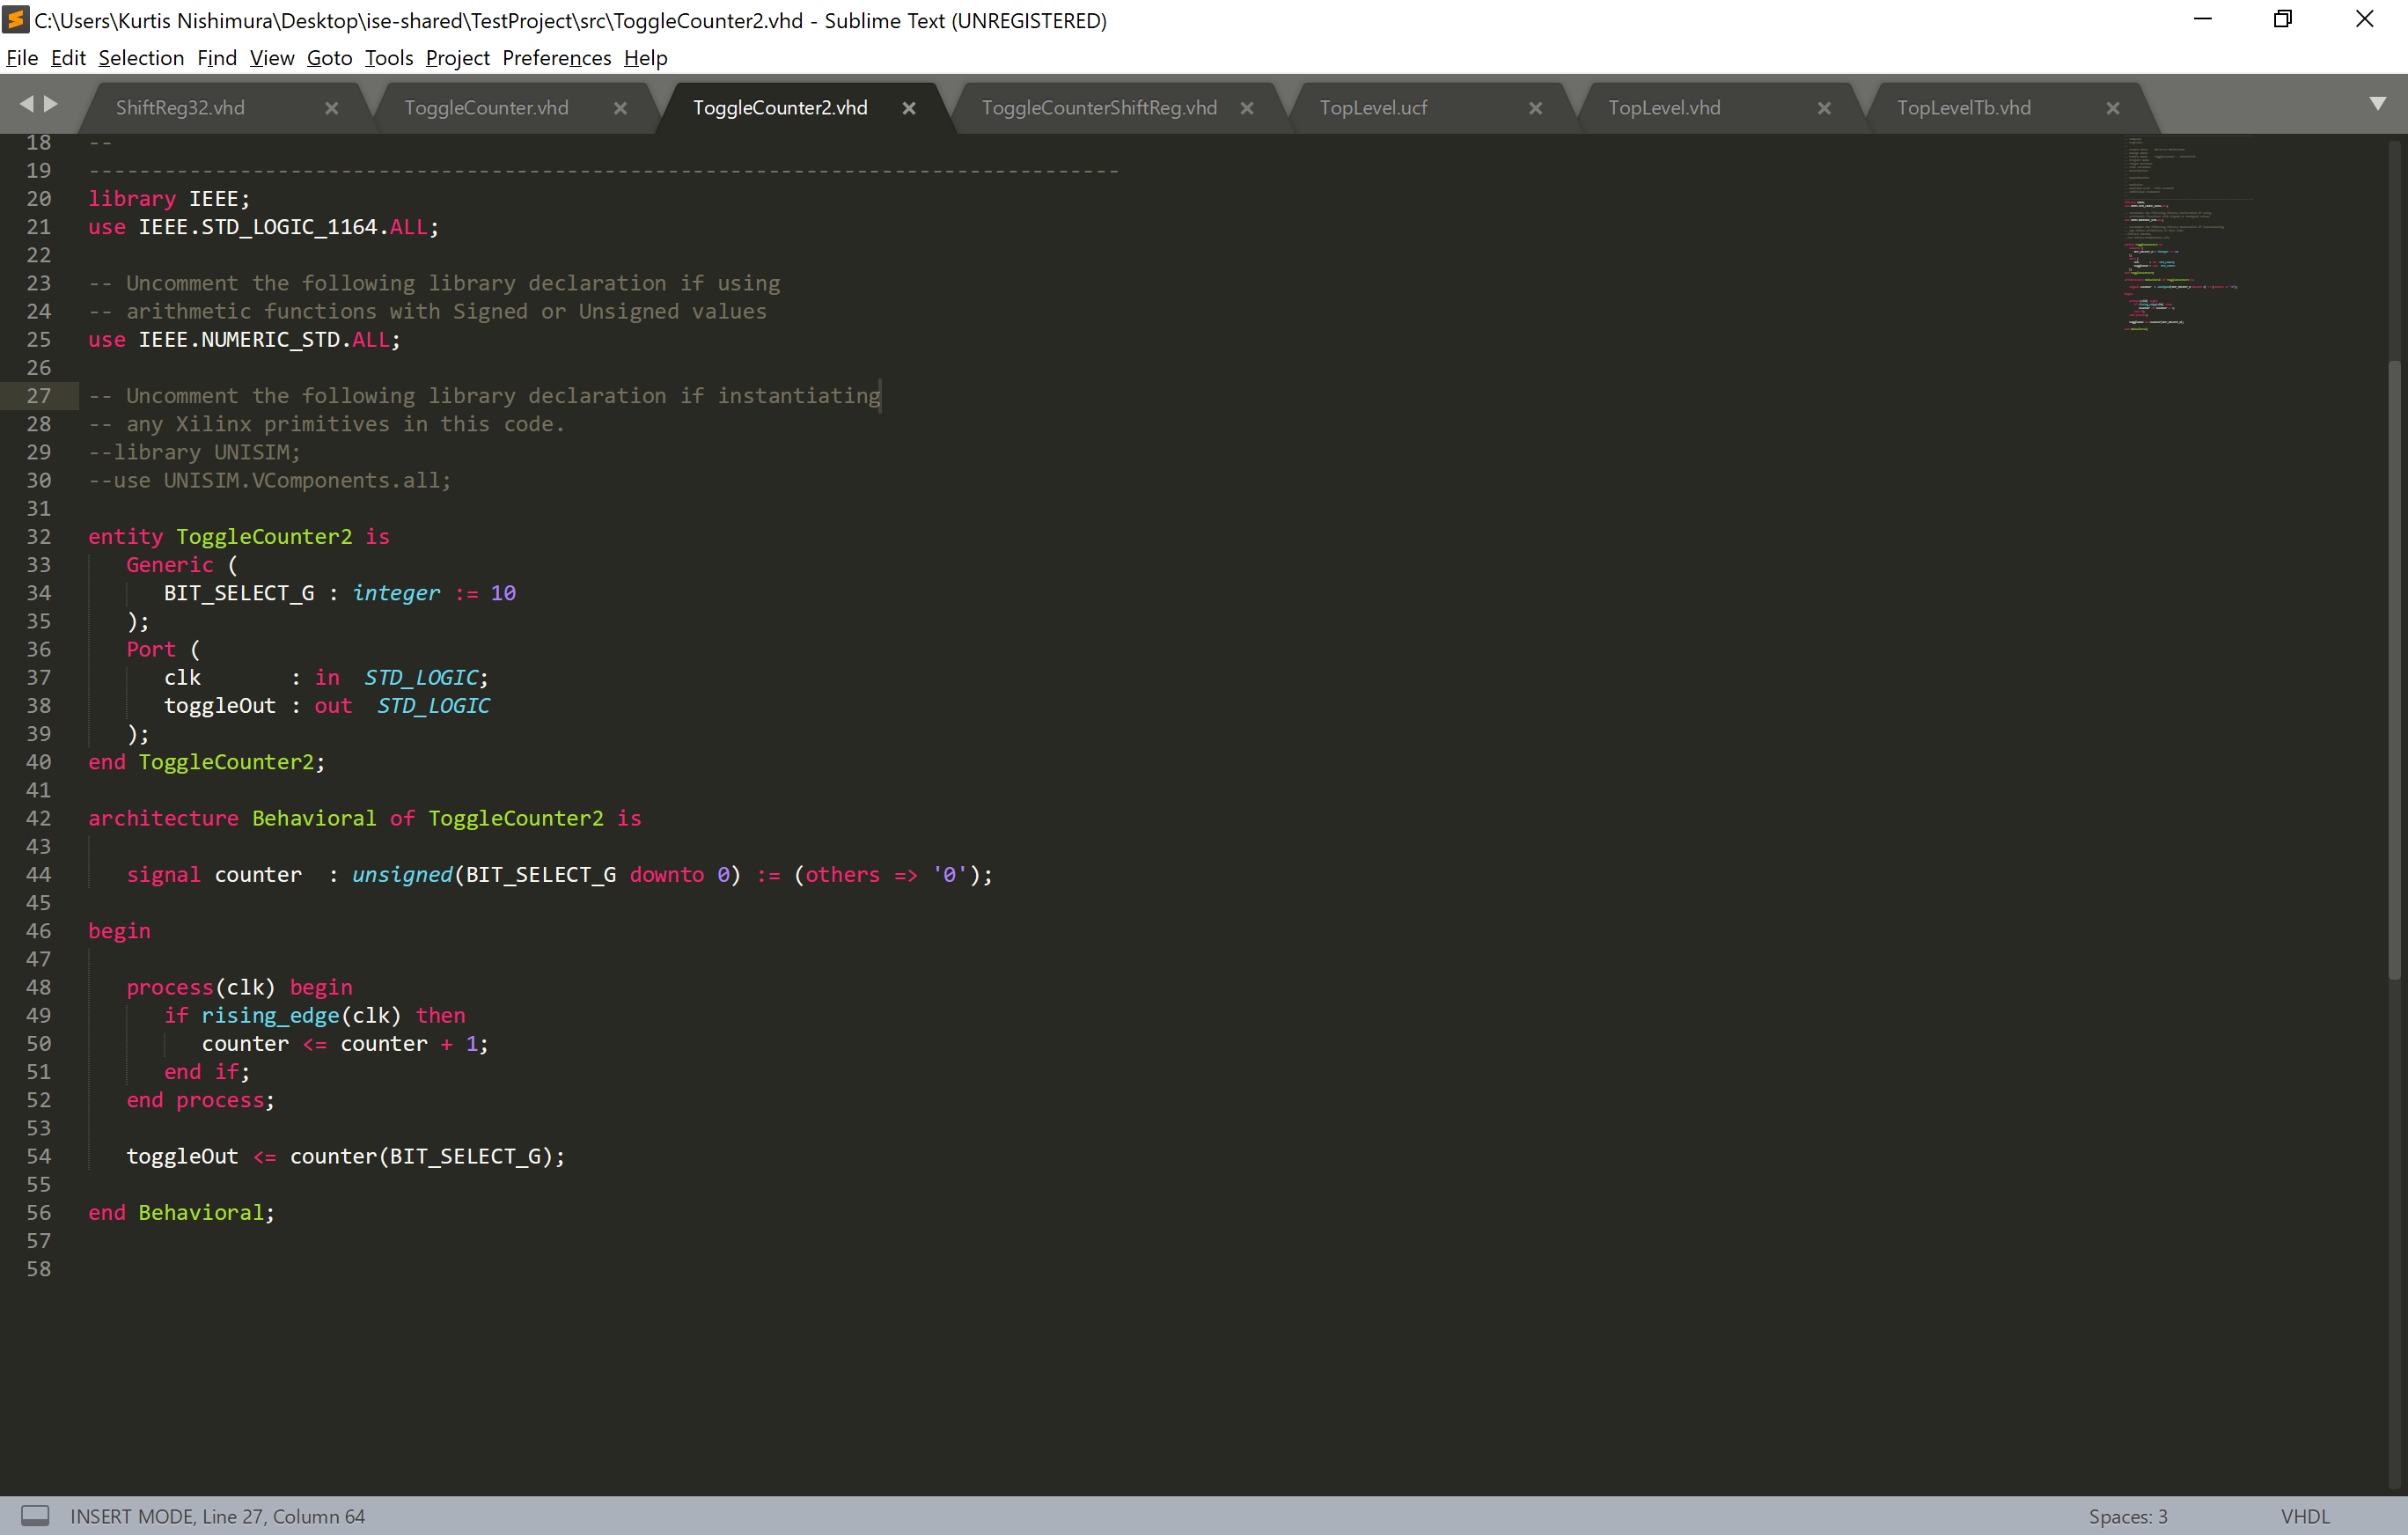 C:\Users\Kurtis Nishimura\Desktop\ise-shared\TestProject\src\ToggleCounter2.vhd - Sublime Text (UNREGISTERED)
File Edit Selection Find View Goto Tools Project Preferences Help
ShiftReg32.vhd ToggleCounter.vhd ToggleCounter2.vhd ToggleCounterShiftReg.vhd TopLevel.ucf TopLevel.vhd TopLevelTb.vhd
18 --
19 ----------------------------------------------------------------------------------
20 library IEEE;
21 use IEEE.STD_LOGIC_1164.ALL;
22
23 -- Uncomment the following library declaration if using
24 -- arithmetic functions with Signed or Unsigned values
25 use IEEE.NUMERIC_STD.ALL;
26
27 -- Uncomment the following library declaration if instantiating
28 -- any Xilinx primitives in this code.
29 --library UNISIM;
30 --use UNISIM.VComponents.all;
31
32 entity ToggleCounter2 is
33    Generic (
34       BIT_SELECT_G : integer := 10
35    );
36    Port (
37       clk       : in  STD_LOGIC;
38       toggleOut : out  STD_LOGIC
39    );
40 end ToggleCounter2;
41
42 architecture Behavioral of ToggleCounter2 is
43
44    signal counter  : unsigned(BIT_SELECT_G downto 0) := (others => '0');
45
46 begin
47
48    process(clk) begin
49       if rising_edge(clk) then
50          counter <= counter + 1;
51       end if;
52    end process;
53
54    toggleOut <= counter(BIT_SELECT_G);
55
56 end Behavioral;
57
58
INSERT MODE, Line 27, Column 64 Spaces: 3 VHDL